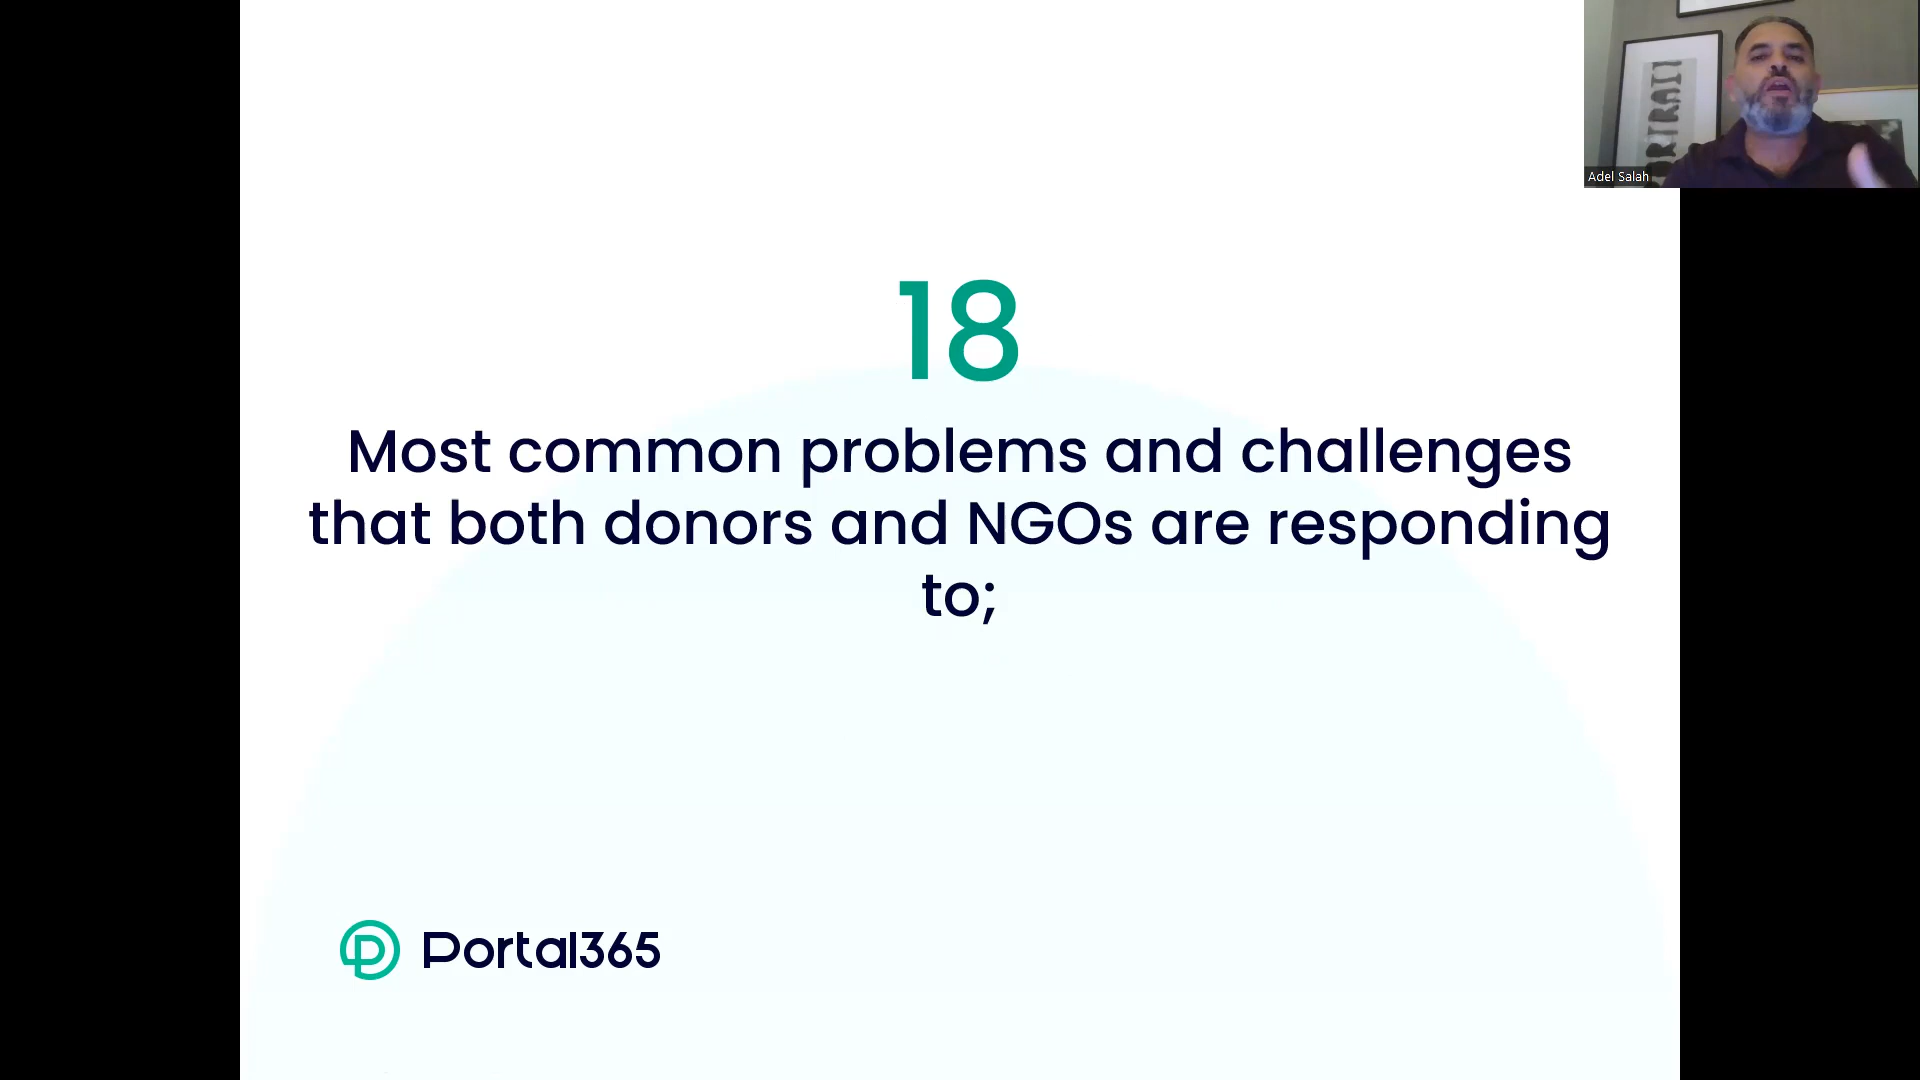 18
Most common problems and challenges
that both donors and NGOs are responding
to;
Portal365
Adel Salah